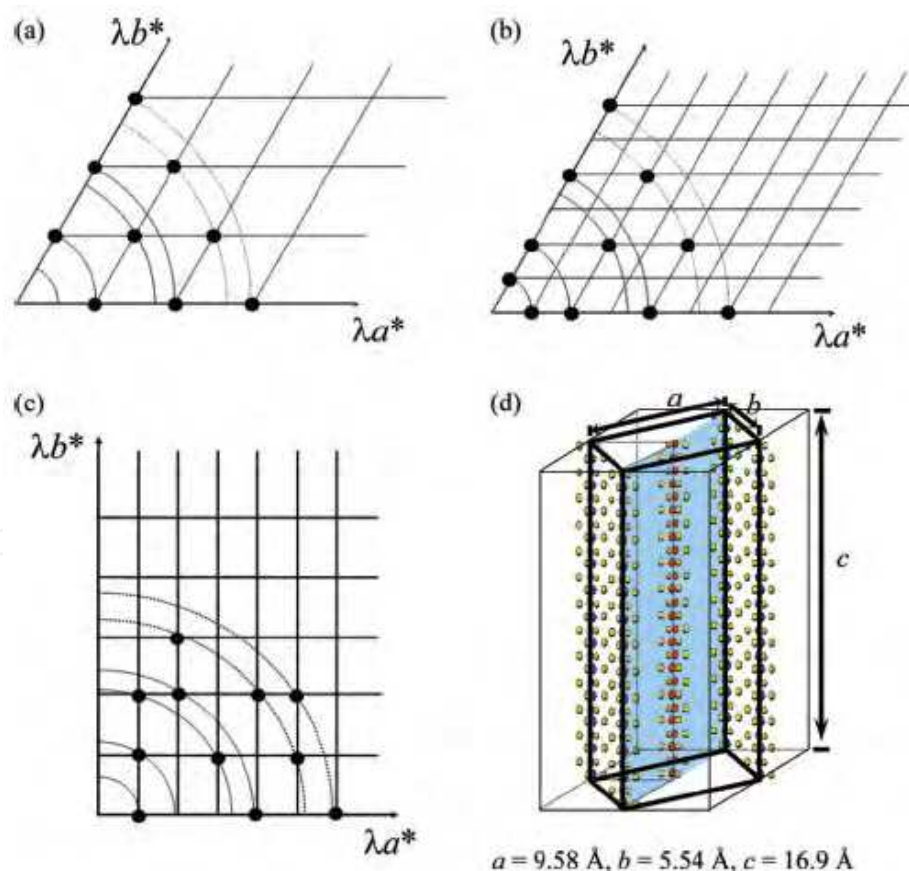 (a)
λb*
λa*
(b)
λb*
λa*
(c)
λb*
λa*
(d)
a
b
c
a = 9.58 Å, b = 5.54 Å, c = 16.9 Å